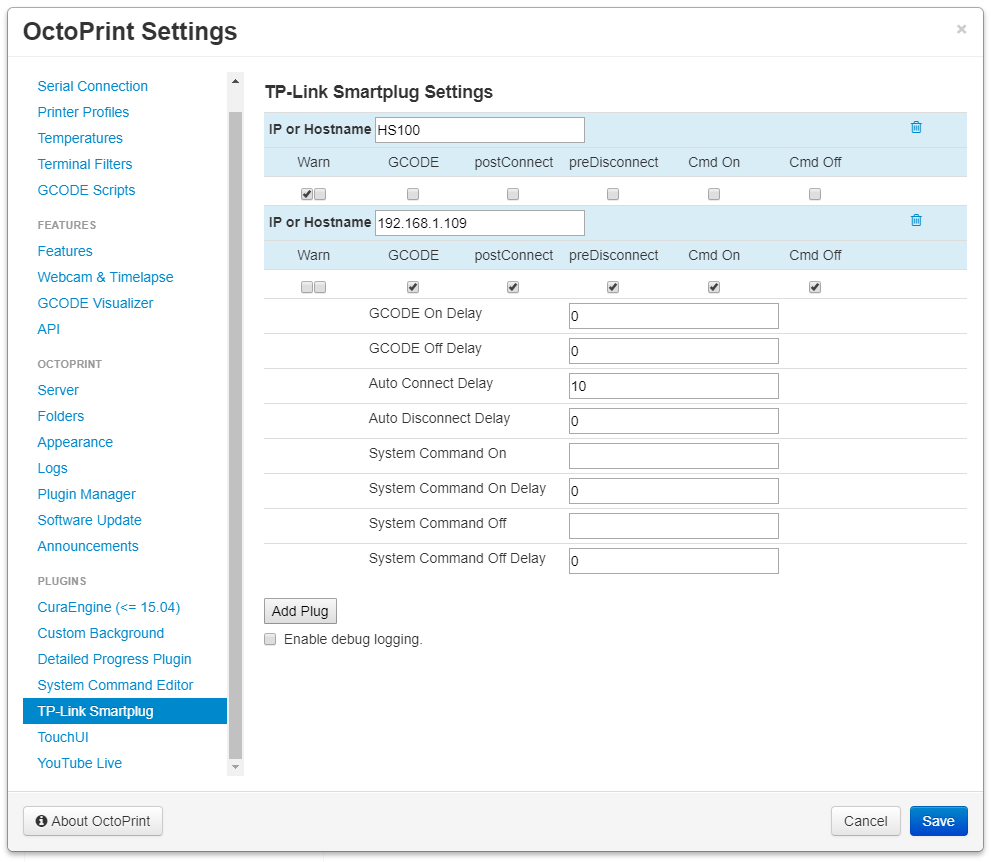 OctoPrint Settings
×
Serial Connection
Printer Profiles
Temperatures
Terminal Filters
GCODE Scripts
FEATURES
Features
Webcam & Timelapse
GCODE Visualizer
API
OCTOPRINT
Server
Folders
Appearance
Logs
Plugin Manager
Software Update
Announcements
PLUGINS
CuraEngine (<= 15.04)
Custom Background
Detailed Progress Plugin
System Command Editor
TP-Link Smartplug
TouchUI
YouTube Live
TP-Link Smartplug Settings
IP or Hostname HS100
Warn GCODE postConnect preDisconnect Cmd On Cmd Off
IP or Hostname 192.168.1.109
Warn GCODE postConnect preDisconnect Cmd On Cmd Off
GCODE On Delay 0
GCODE Off Delay 0
Auto Connect Delay 10
Auto Disconnect Delay 0
System Command On
System Command On Delay 0
System Command Off
System Command Off Delay 0
Add Plug
Enable debug logging.
About OctoPrint
Cancel Save